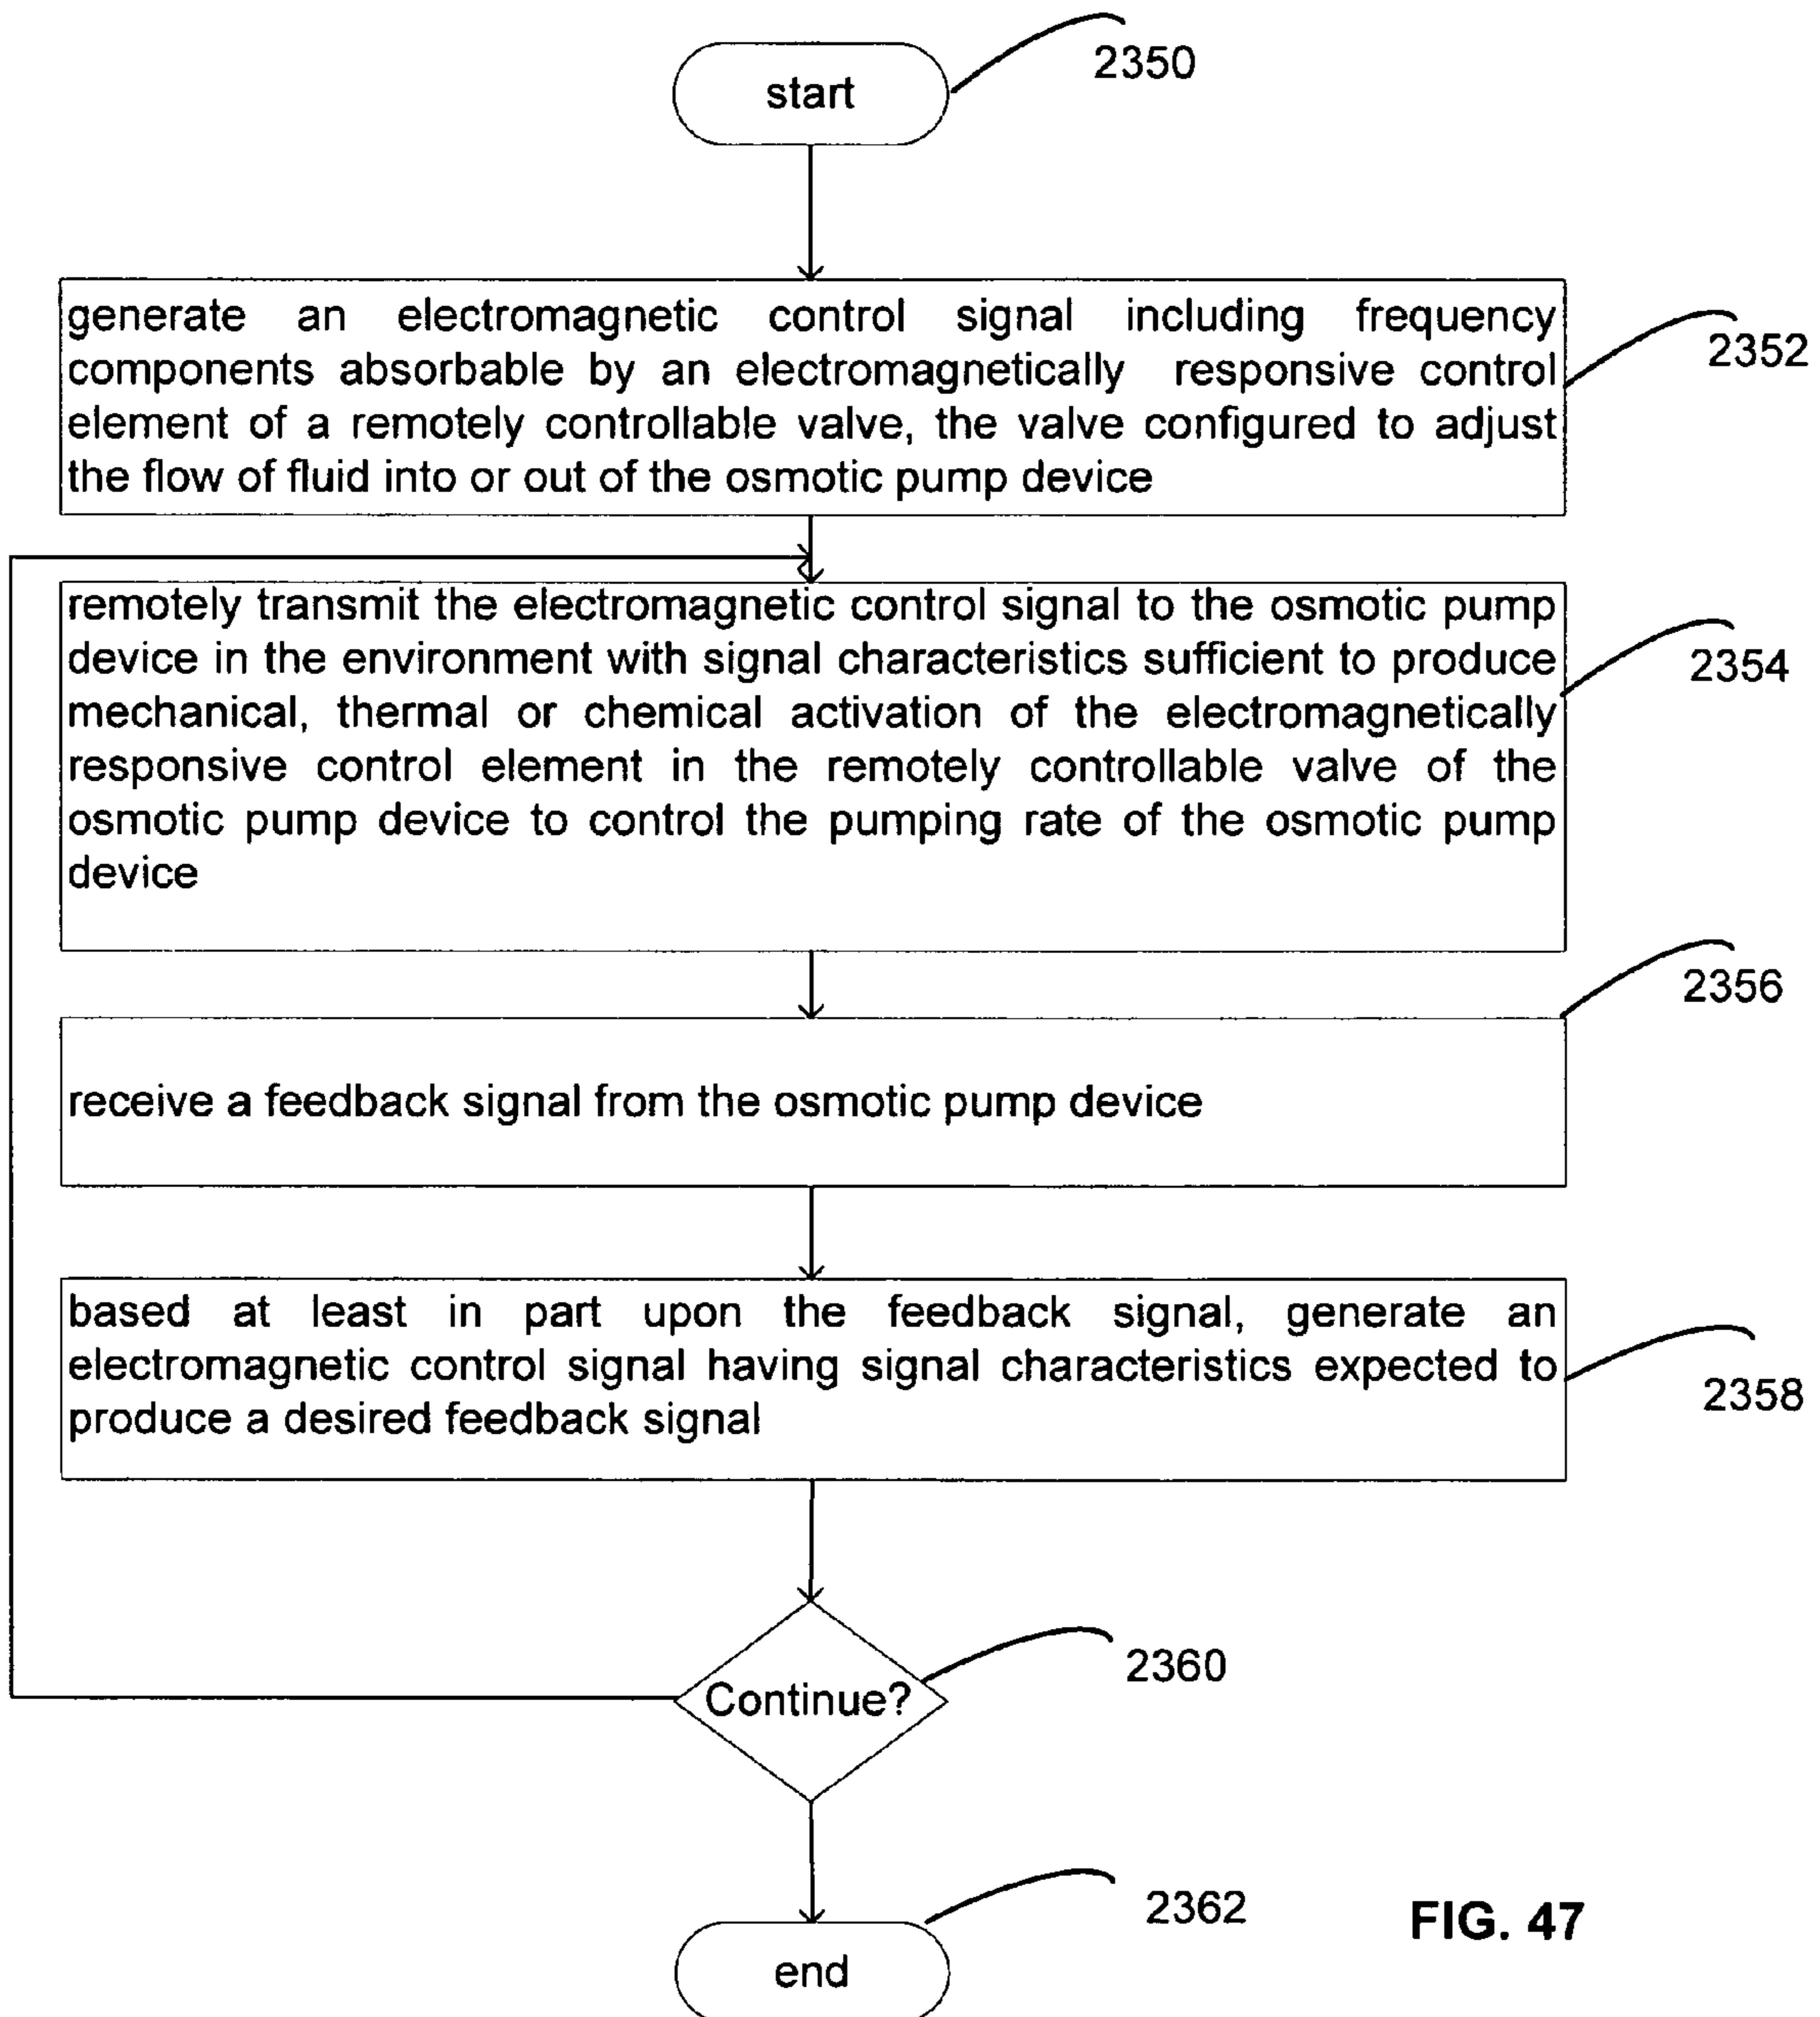 start
2350
generate an electromagnetic control signal including frequency
components absorbable by an electromagnetically responsive control
element of a remotely controllable valve, the valve configured to adjust
the flow of fluid into or out of the osmotic pump device
2352
remotely transmit the electromagnetic control signal to the osmotic pump
device in the environment with signal characteristics sufficient to produce
mechanical, thermal or chemical activation of the electromagnetically
responsive control element in the remotely controllable valve of the
osmotic pump device to control the pumping rate of the osmotic pump
device
2354
receive a feedback signal from the osmotic pump device
2356
based at least in part upon the feedback signal, generate an
electromagnetic control signal having signal characteristics expected to
produce a desired feedback signal
2358
Continue?
2360
end
2362
FIG. 47